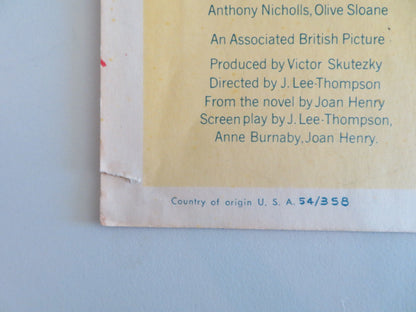 Anthony Nicholls, Olive Sloane
An Associated British Picture
Produced by Victor Skutezky
Directed by J. Lee-Thompson
From the novel by Joan Henry
Screen play by J. Lee-Thompson,
Anne Burnaby, Joan Henry.
Country of origin U. S. A. 54/358